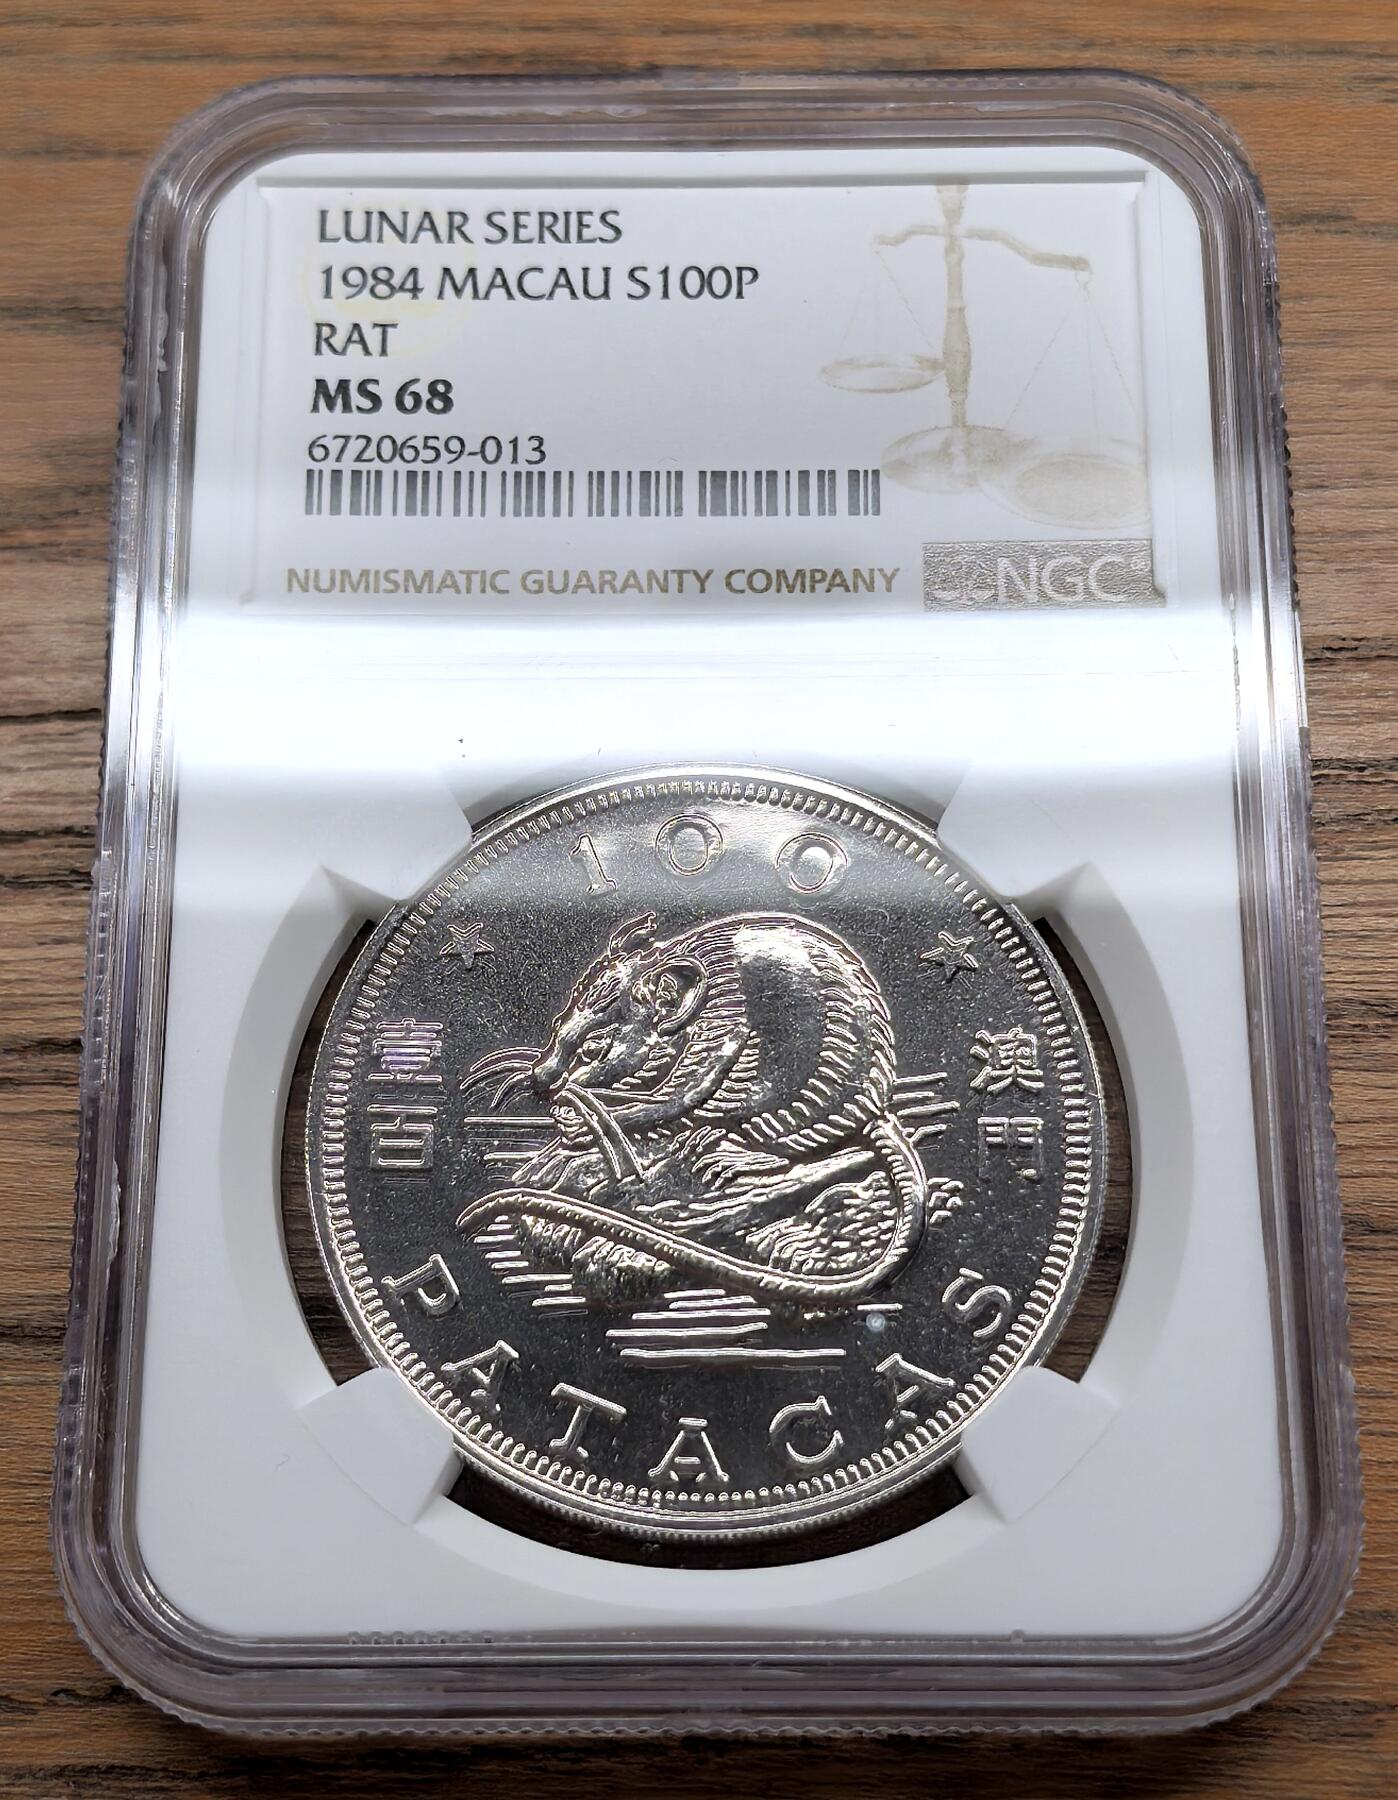 LUNAR SERIES
1984 MACAU S100P
RAT
MS 68
6720659-013
NUMISMATIC GUARANTY COMPANY
NGC
100
壹百
澳門
PATACAS